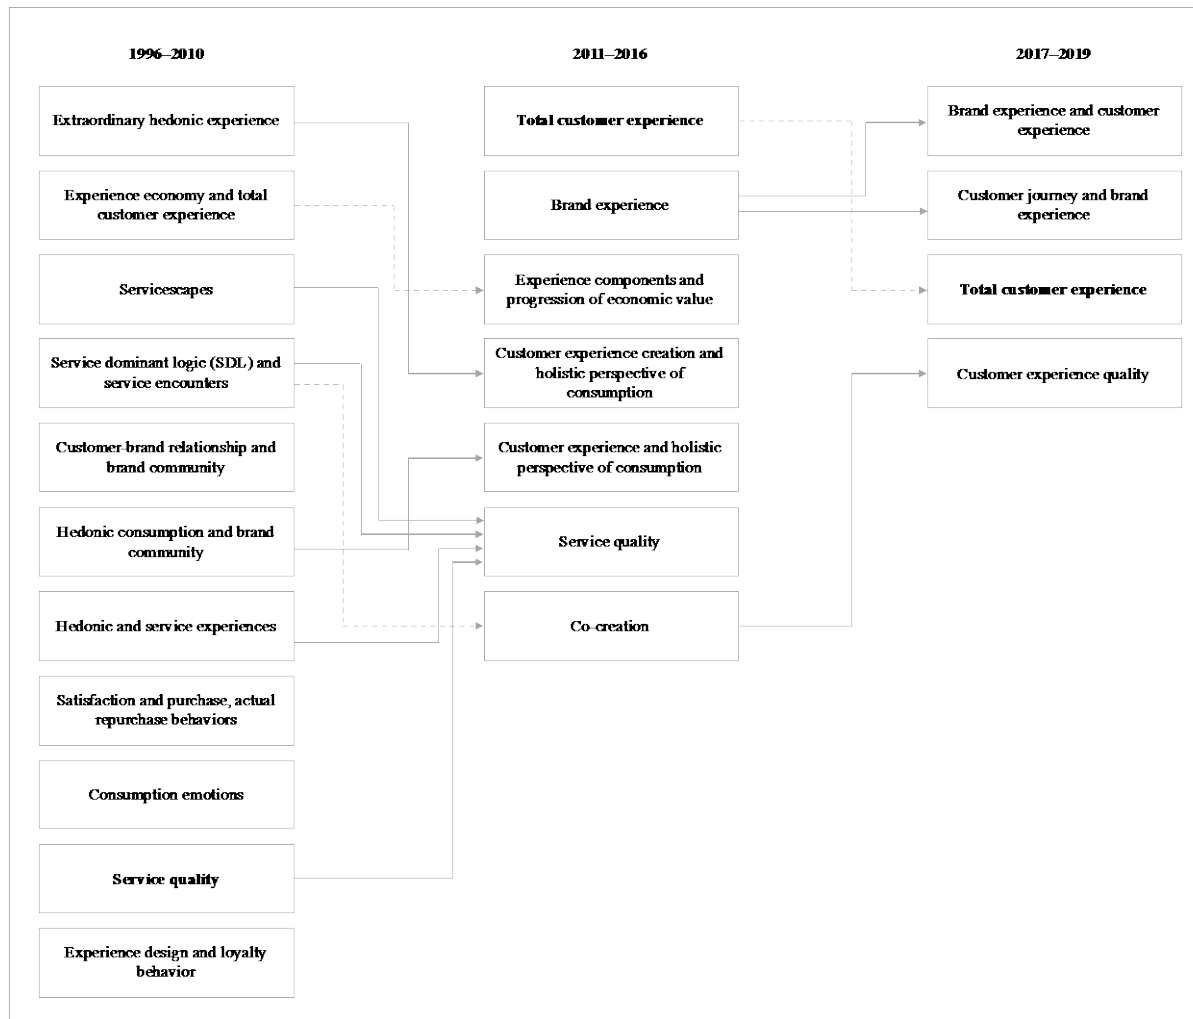 1996–2010
Extraordinary hedonic experience
Experience economy and total
customer experience
Servicescapes
Service dominant logic (SDL) and
service encounters
Customer-brand relationship and
brand community
Hedonic consumption and brand
community
Hedonic and service experiences
Satisfaction and purchase, actual
repurchase behaviors
Consumption emotions
Service quality
Experience design and loyalty
behavior
2011–2016
Total customer experience
Brand experience
Experience components and
progression of economic value
Customer experience creation and
holistic perspective of
consumption
Customer experience and holistic
perspective of consumption
Service quality
Co-creation
2017–2019
Brand experience and customer
experience
Customer journey and brand
experience
Total customer experience
Customer experience quality